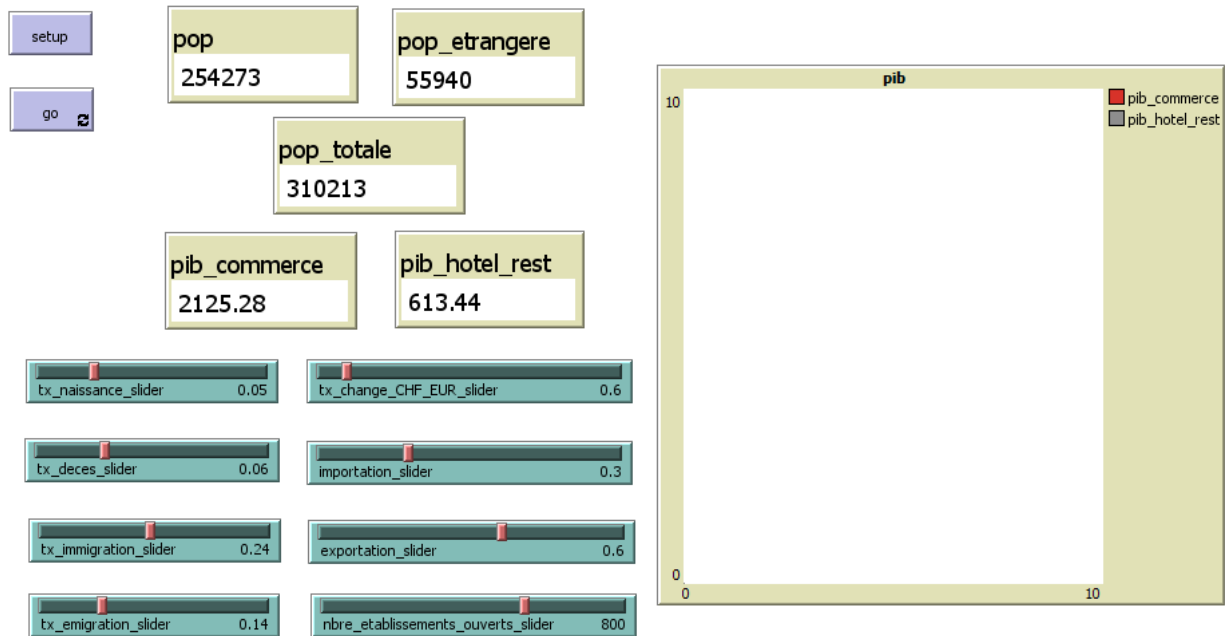 setup
go
pop
254273
pop_etrangere
55940
pop_totale
310213
pib_commerce
2125.28
pib_hotel_rest
613.44
tx_naissance_slider 0.05
tx_change_CHF_EUR_slider 0.6
tx_deces_slider 0.06
importation_slider 0.3
tx_immigration_slider 0.24
exportation_slider 0.6
tx_emigration_slider 0.14
nbre_etablissements_ouverts_slider 800
pib
10
0
0 10
pib_commerce
pib_hotel_rest